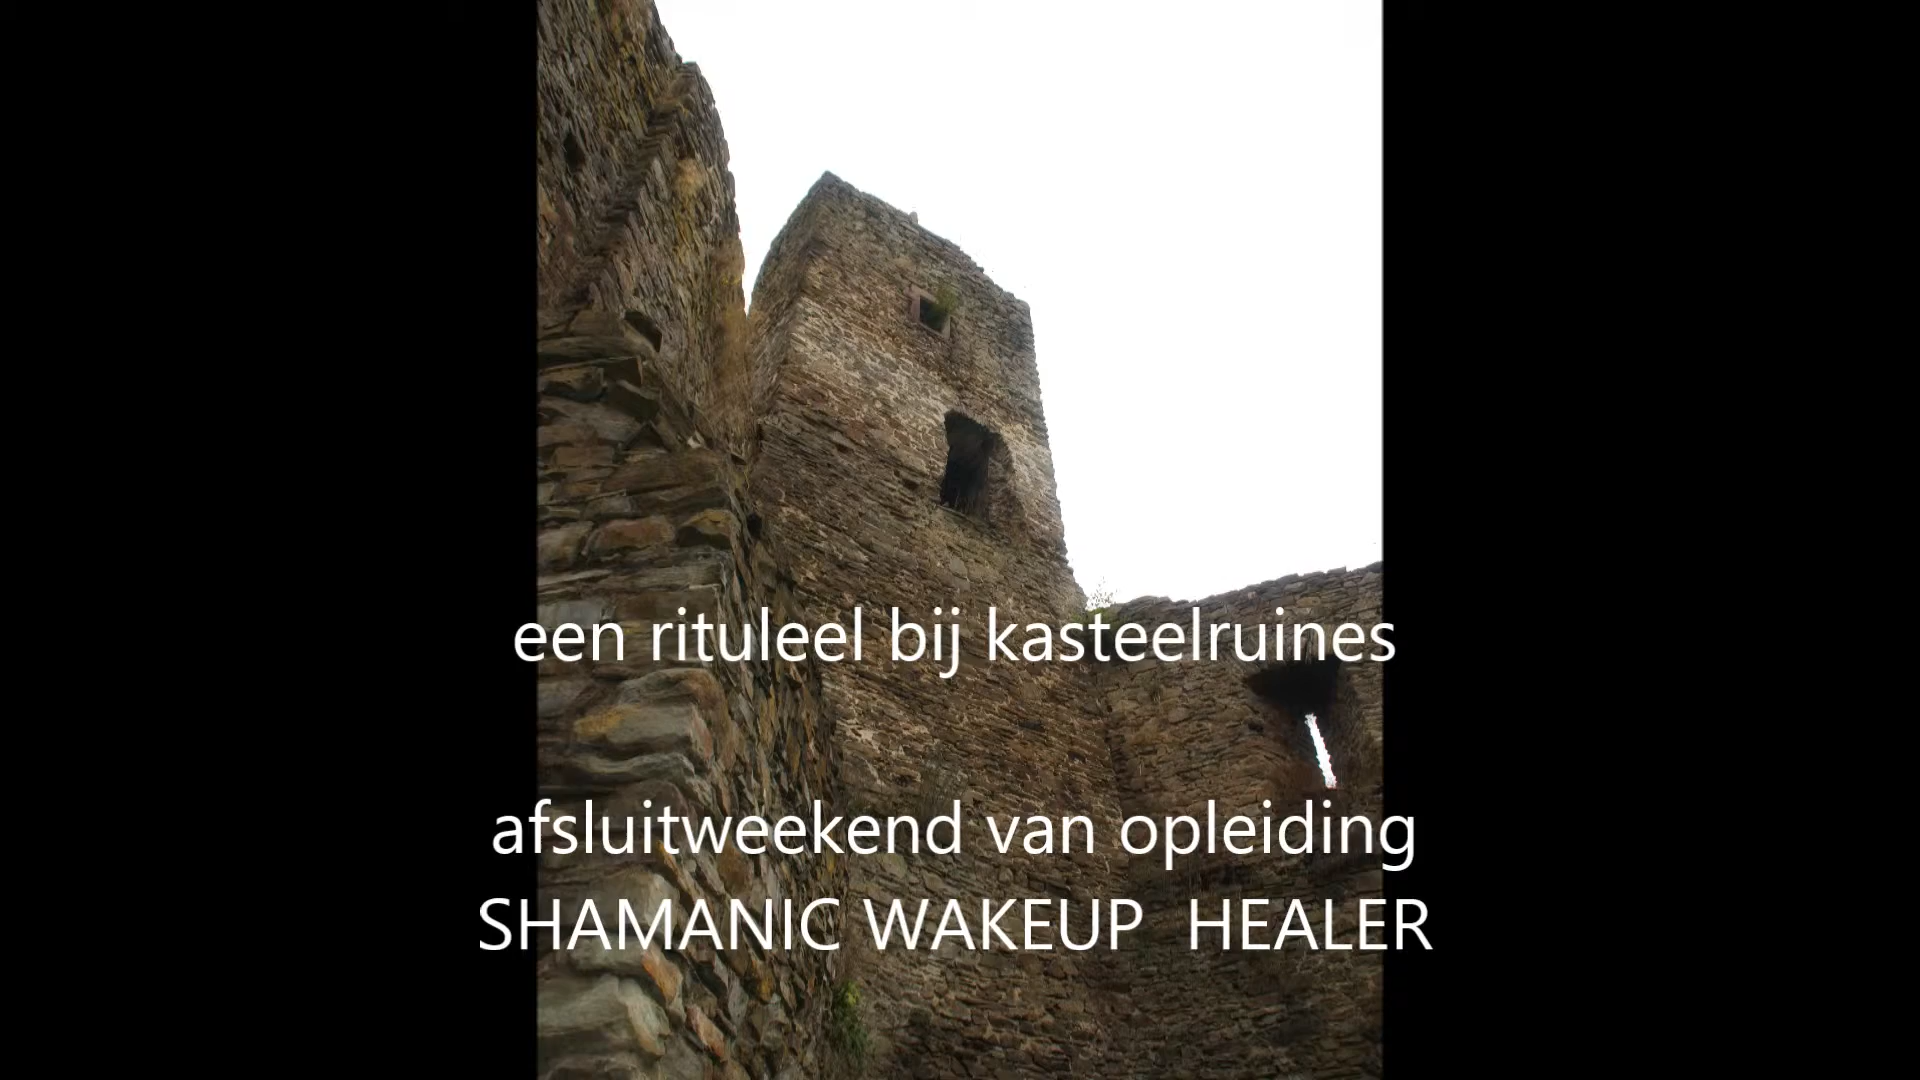 een rituleel bij kasteelruines
afsluitweekend van opleiding
SHAMANIC WAKEUP  HEALER